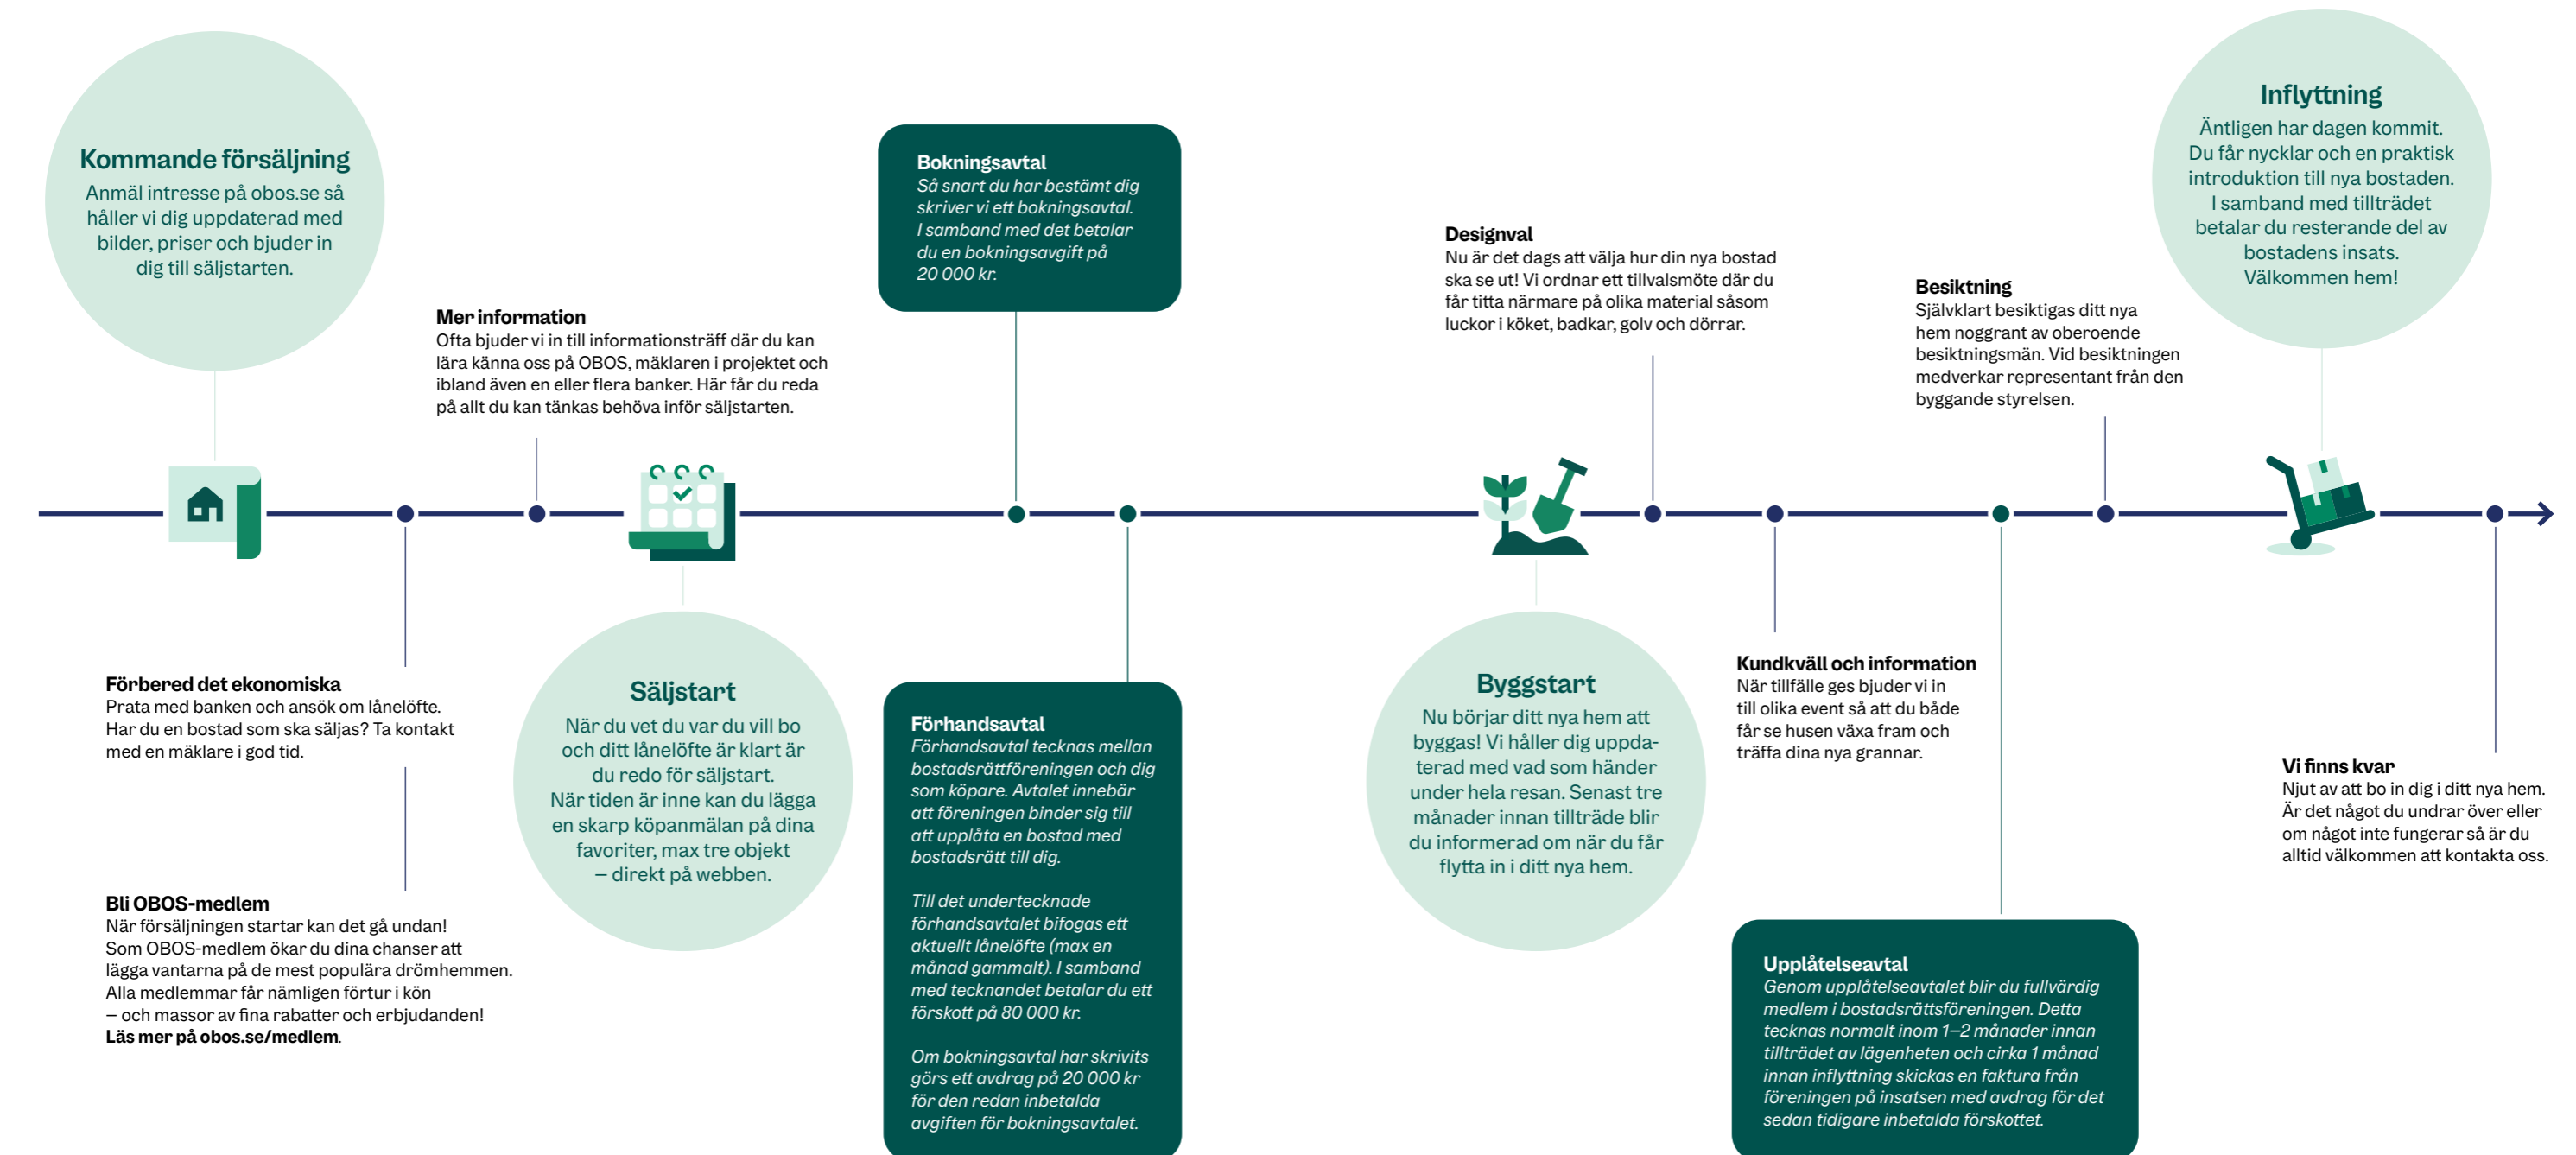 Kommande försäljning
Anmäl intresse på obos.se så
håller vi dig uppdaterad med
bilder, priser och bjuder in
dig till säljstarten.
Förbered det ekonomiska
Prata med banken och ansök om lånelöfte.
Har du en bostad som ska säljas? Ta kontakt
med en mäklare i god tid.
Bli OBOS-medlem
När försäljningen startar kan det gå undan!
Som OBOS-medlem ökar du dina chanser att
lägga vantarna på de mest populära drömhemmen.
Alla medlemmar får nämligen förtur i kön
– och massor av fina rabatter och erbjudanden!
Läs mer på obos.se/medlem.
Mer information
Ofta bjuder vi in till informationsträff där du kan
lära känna oss på OBOS, mäklaren i projektet och
ibland även en eller flera banker. Här får du reda
på allt du kan tänkas behöva inför säljstarten.
Säljstart
När du vet du var du vill bo
och ditt lånelöfte är klart är
du redo för säljstart.
När tiden är inne kan du lägga
en skarp köpanmälan på dina
favoriter, max tre objekt
– direkt på webben.
Bokningsavtal
Så snart du har bestämt dig
skriver vi ett bokningsavtal.
I samband med det betalar
du en bokningsavgift på
20 000 kr.
Förhandsavtal
Förhandsavtal tecknas mellan
bostadsrättföreningen och dig
som köpare. Avtalet innebär
att föreningen binder sig till
att upplåta en bostad med
bostadsrätt till dig.
Till det undertecknade
förhandsavtalet bifogas ett
aktuellt lånelöfte (max en
månad gammalt). I samband
med tecknandet betalar du ett
förskott på 80 000 kr.
Om bokningsavtal har skrivits
görs ett avdrag på 20 000 kr
för den redan inbetalda
avgiften för bokningsavtalet.
Byggstart
Nu börjar ditt nya hem att
byggas! Vi håller dig uppda-
terad med vad som händer
under hela resan. Senast tre
månader innan tillträde blir
du informerad om när du får
flytta in i ditt nya hem.
Designval
Nu är det dags att välja hur din nya bostad
ska se ut! Vi ordnar ett tillvalsmöte där du
får titta närmare på olika material såsom
luckor i köket, badkar, golv och dörrar.
Kundkväll och information
När tillfälle ges bjuder vi in
till olika event så att du både
får se husen växa fram och
träffa dina nya grannar.
Upplåtelseavtal
Genom upplåtelseavtalet blir du fullvärdig
medlem i bostadsrättsföreningen. Detta
tecknas normalt inom 1–2 månader innan
tillträdet av lägenheten och cirka 1 månad
innan inflyttning skickas en faktura från
föreningen på insatsen med avdrag för det
sedan tidigare inbetalda förskottet.
Besiktning
Självklart besiktigas ditt nya
hem noggrant av oberoende
besiktningsmän. Vid besiktningen
medverkar representant från den
byggande styrelsen.
Inflyttning
Äntligen har dagen kommit.
Du får nycklar och en praktisk
introduktion till nya bostaden.
I samband med tillträdet
betalar du resterande del av
bostadens insats.
Välkommen hem!
Vi finns kvar
Njut av att bo in dig i ditt nya hem.
Är det något du undrar över eller
om något inte fungerar så är du
alltid välkommen att kontakta oss.